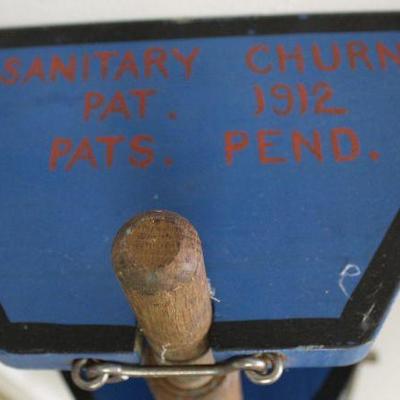 SANITARY CHURN
PAT. 1912
PATS. PEND.